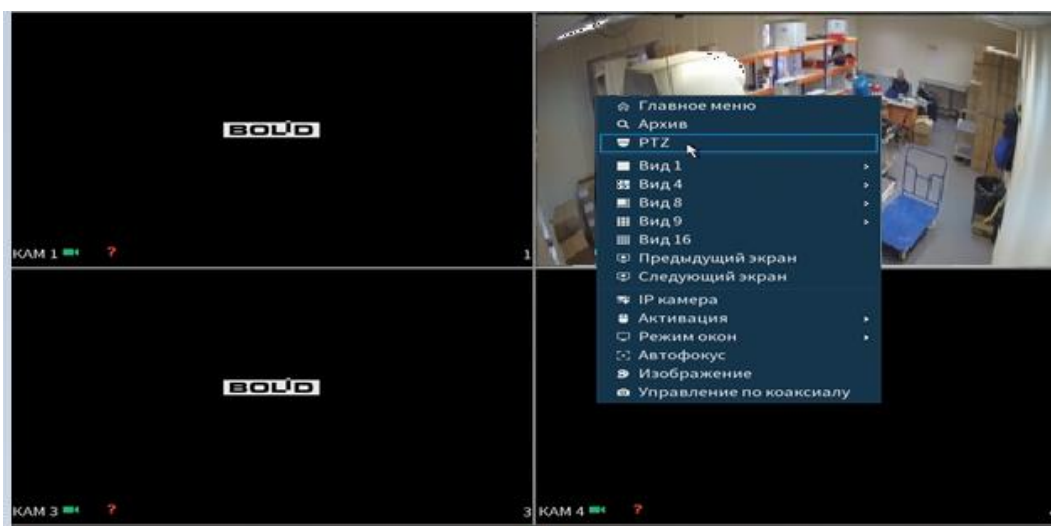 BOLID
Главное меню
Архив
PTZ
Вид 1
Вид 4
Вид 8
Вид 9
Вид 16
Предыдущий экран
Следующий экран
IP камера
Активация
Режим окон
Автофокус
Изображение
Управление по коаксиалу
КАМ 1 ? 1
BOLID
КАМ 3 ? 3
КАМ 4 ?